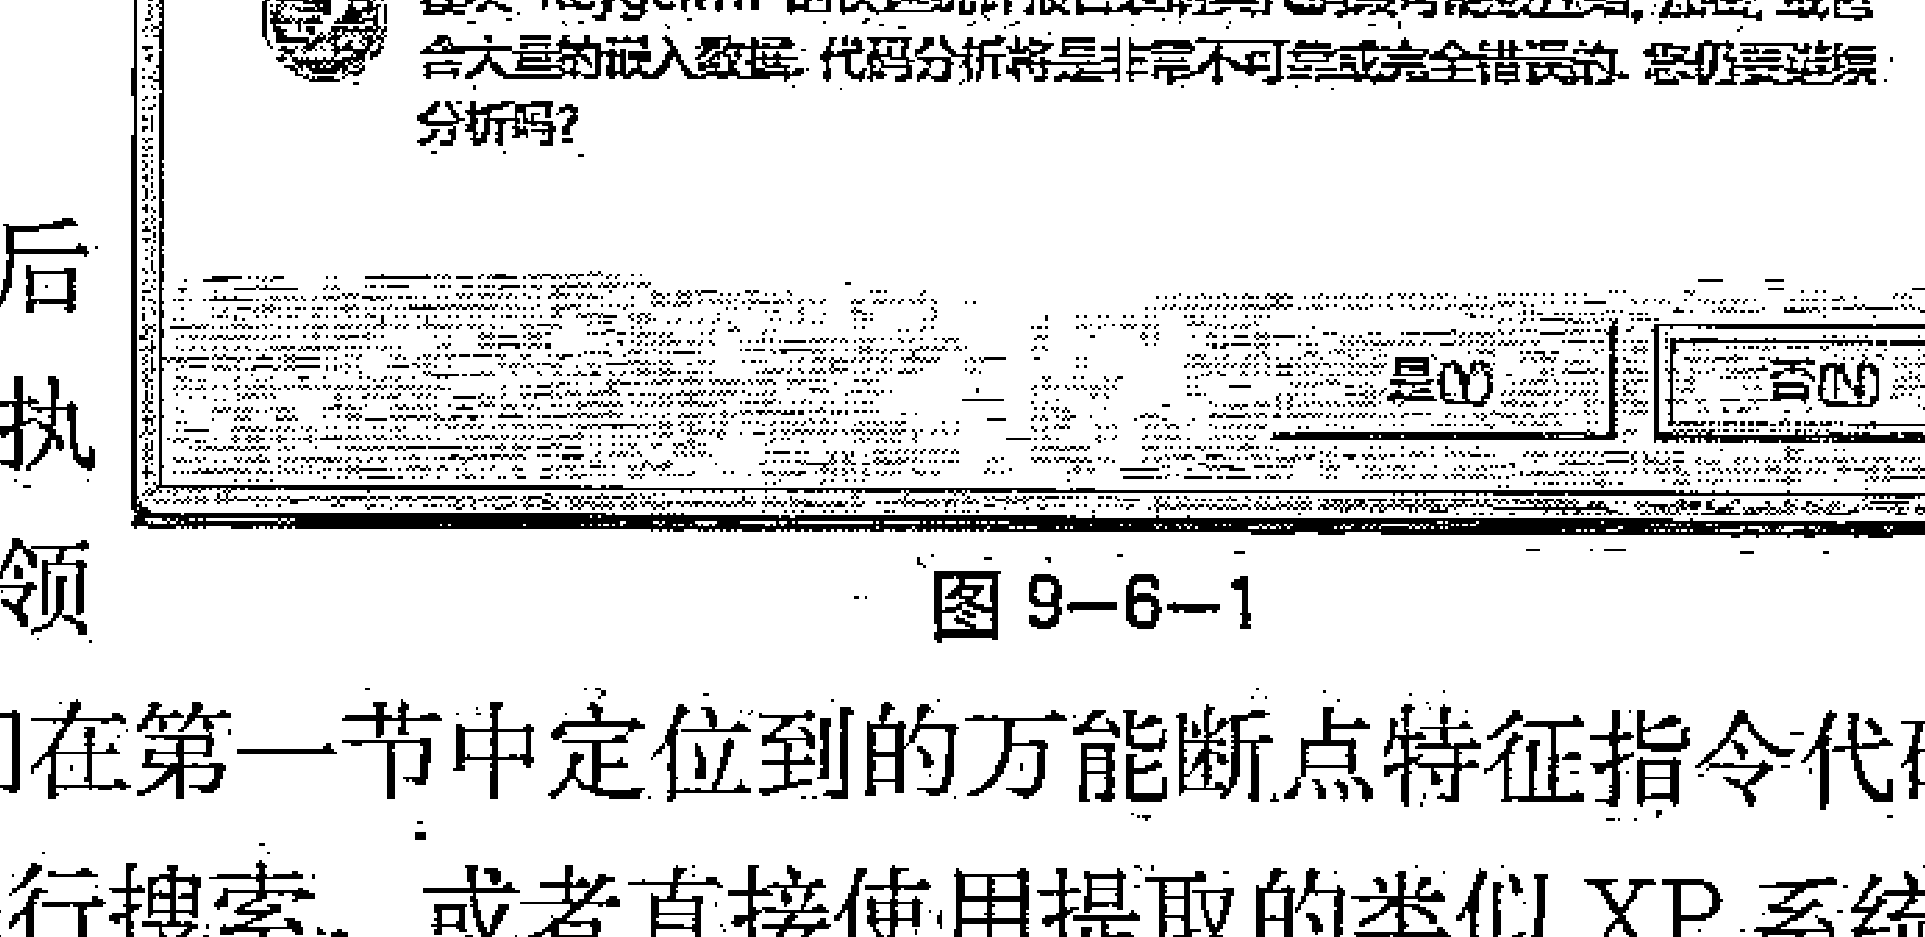 合大量的嵌入数据. 代码分析将是非常不可靠或完全错误的. 您仍要继续
分析吗?
是(Y) 否(N)
后
执
领
图 9-6-1
在第一节中定位到的万能断点特征指令代
行搜索, 或者直接使用提取的类似 XP 系统